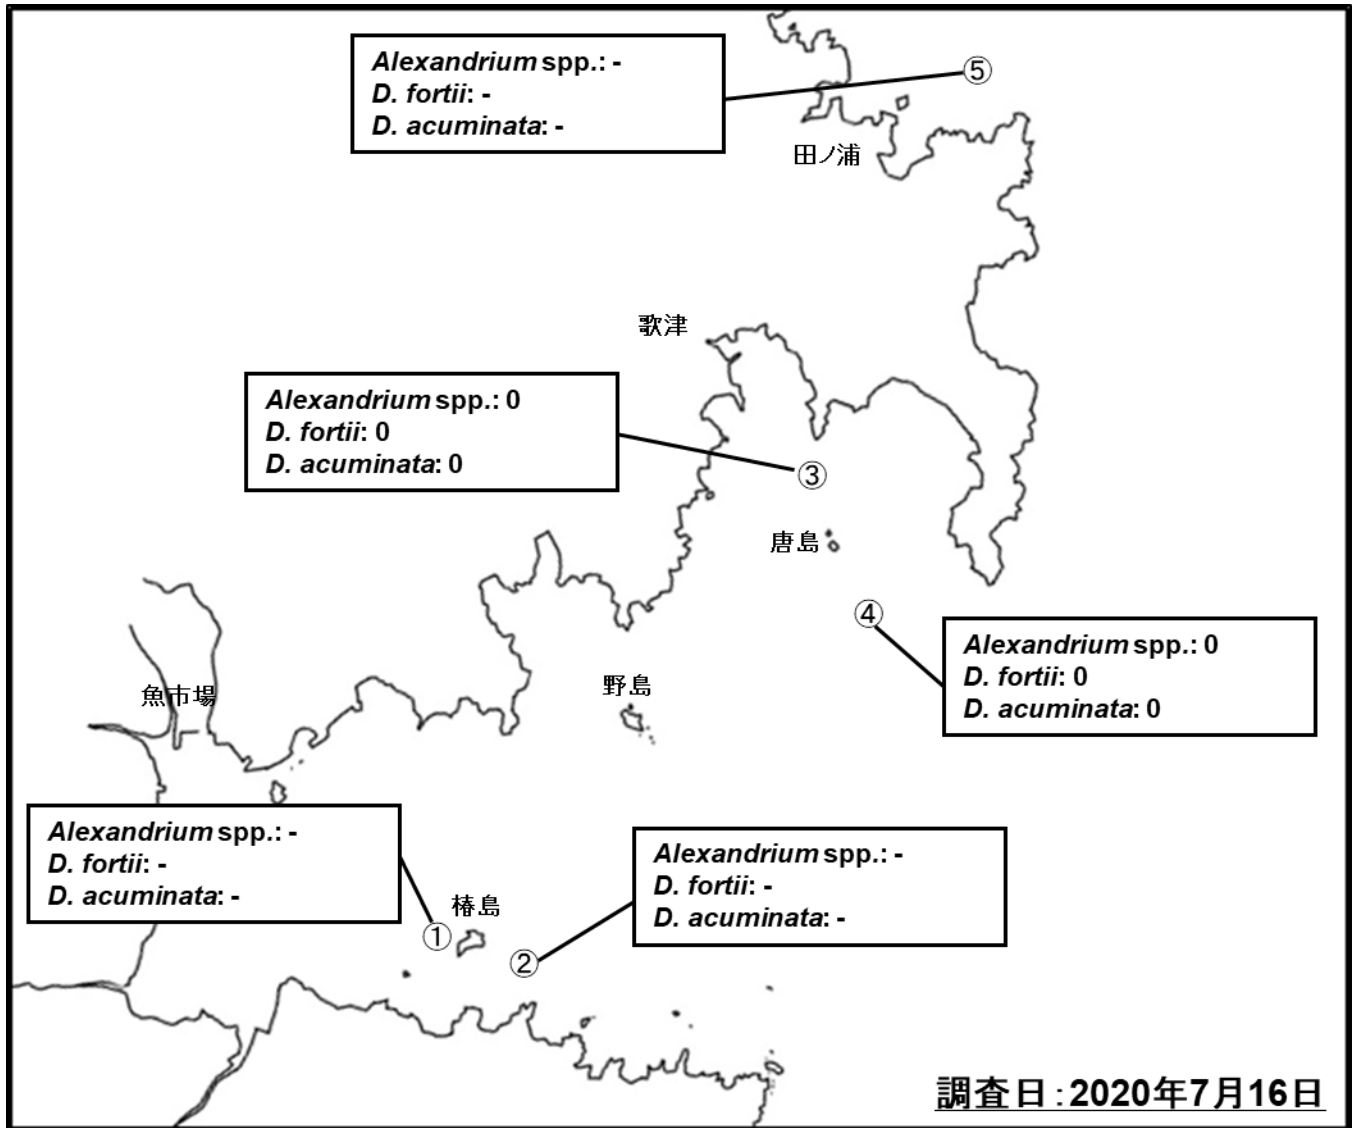 Alexandrium spp.: -
D. fortii: -
D. acuminata: -
⑤
田ノ浦
歌津
Alexandrium spp.: 0
D. fortii: 0
D. acuminata: 0
③
唐島
④
Alexandrium spp.: 0
D. fortii: 0
D. acuminata: 0
野島
魚市場
Alexandrium spp.: -
D. fortii: -
D. acuminata: -
椿島
①
②
Alexandrium spp.: -
D. fortii: -
D. acuminata: -
調査日：2020年7月16日